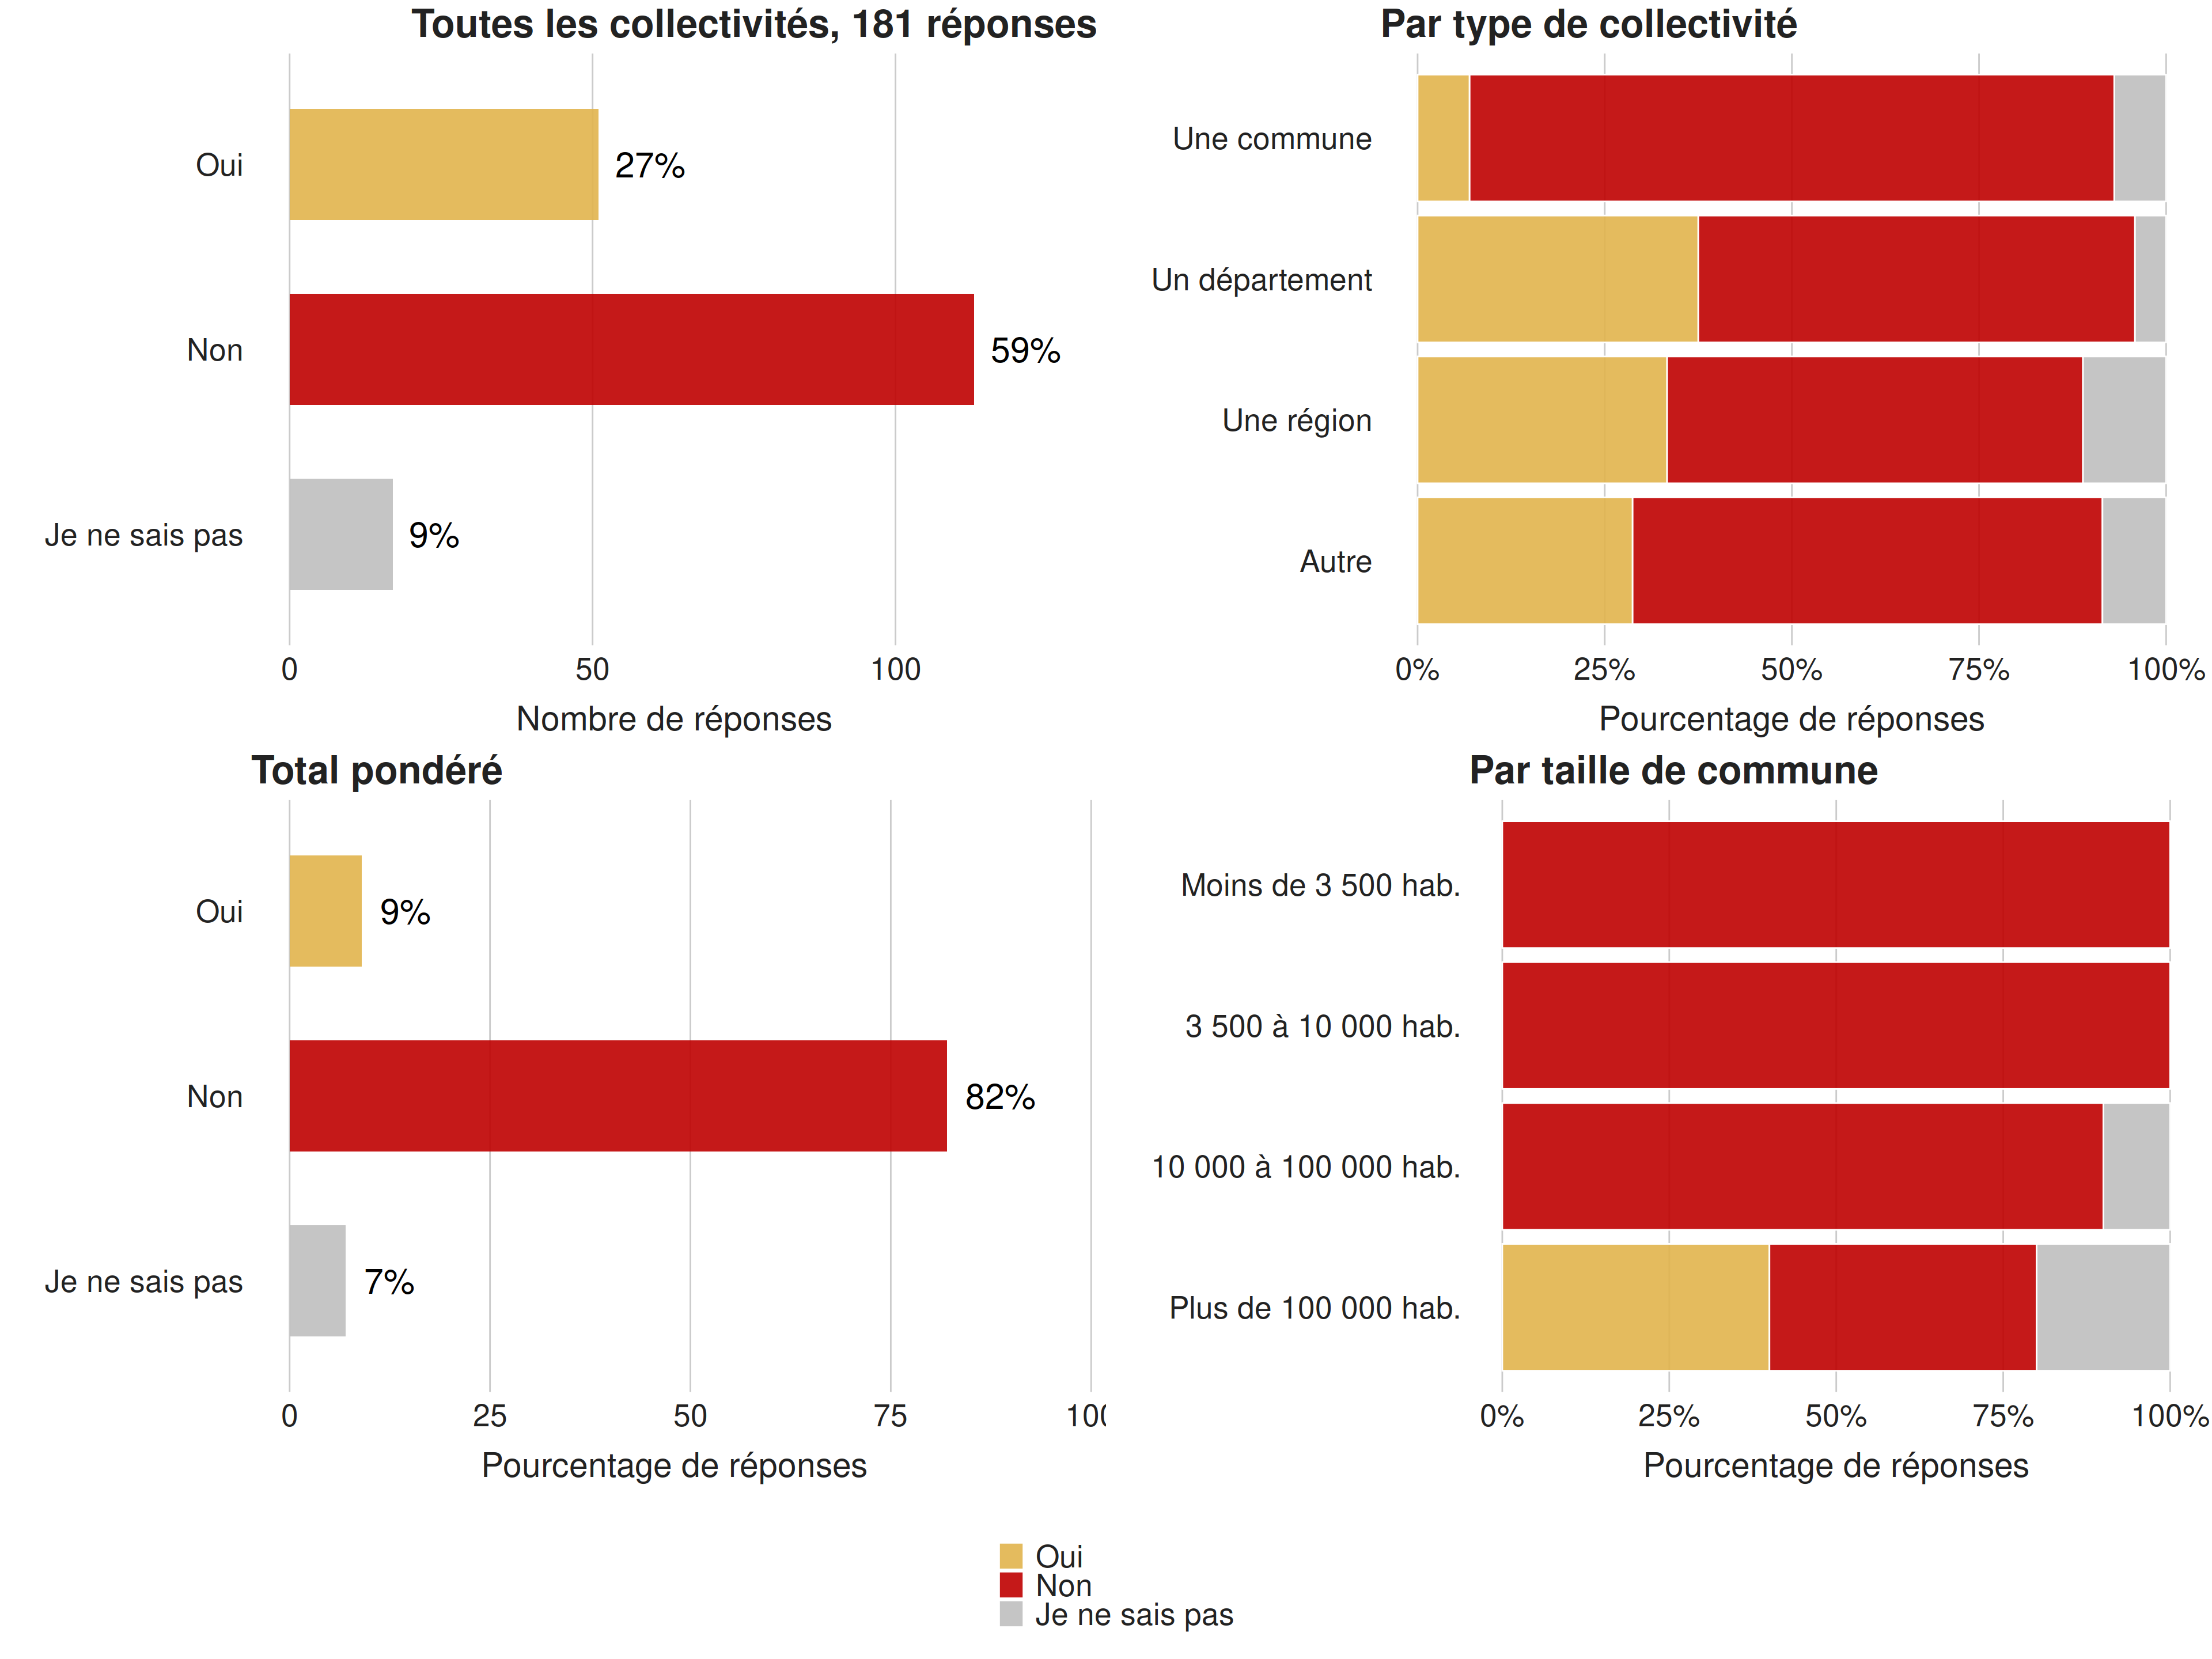 Toutes les collectivités, 181 réponses
Oui
27%
Non
59%
Je ne sais pas
9%
0 50 100
Nombre de réponses
Par type de collectivité
Une commune
Un département
Une région
Autre
0% 25% 50% 75% 100%
Pourcentage de réponses
Total pondéré
Oui
9%
Non
82%
Je ne sais pas
7%
0 25 50 75 100
Pourcentage de réponses
Par taille de commune
Moins de 3 500 hab.
3 500 à 10 000 hab.
10 000 à 100 000 hab.
Plus de 100 000 hab.
0% 25% 50% 75% 100%
Pourcentage de réponses
Oui
Non
Je ne sais pas